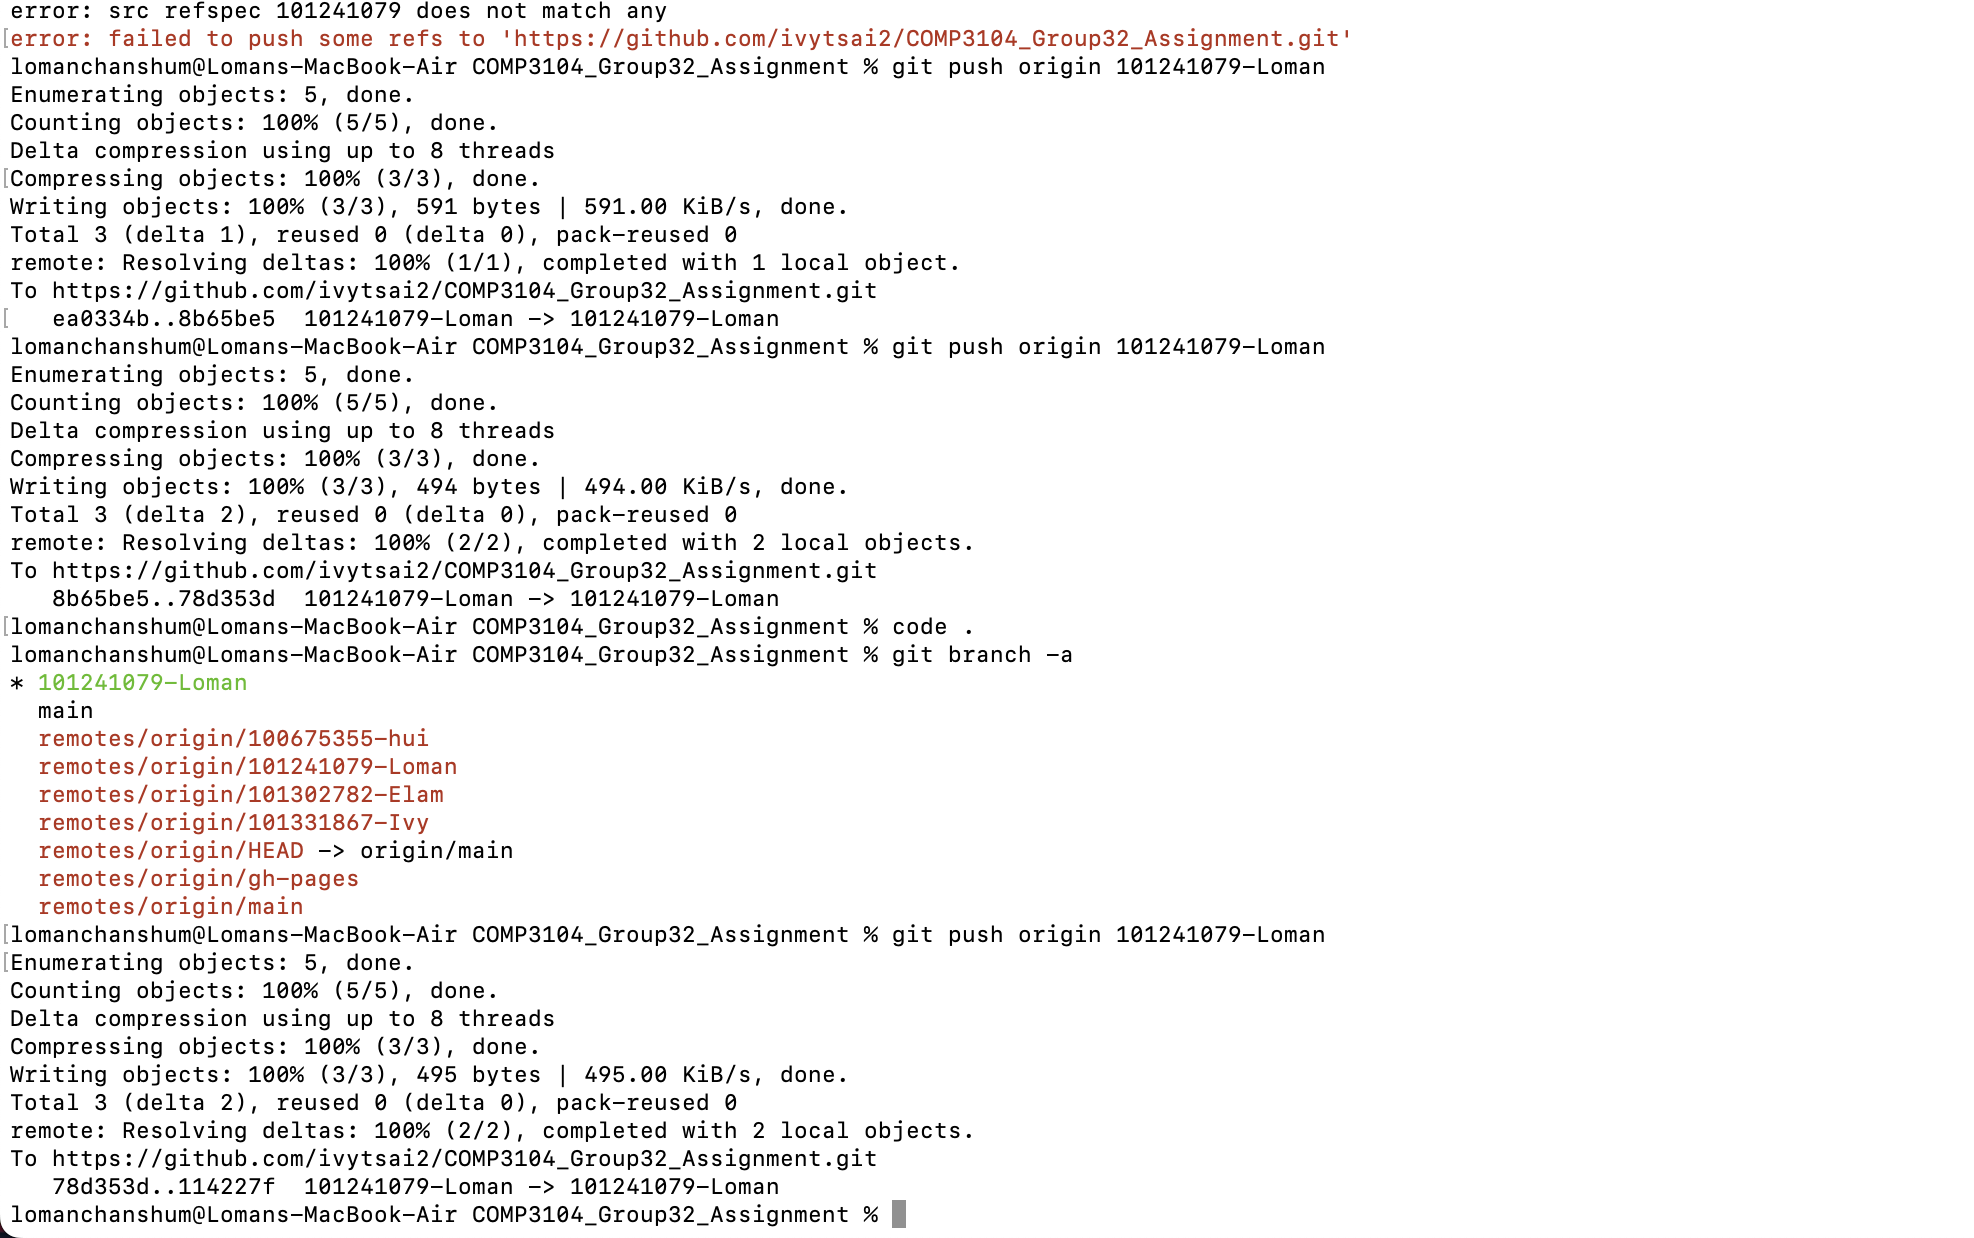 error: src refspec 101241079 does not match any
[error: failed to push some refs to 'https://github.com/ivytsai2/COMP3104_Group32_Assignment.git'
lomanchanshum@Lomans-MacBook-Air COMP3104_Group32_Assignment % git push origin 101241079-Loman
Enumerating objects: 5, done.
Counting objects: 100% (5/5), done.
Delta compression using up to 8 threads
[Compressing objects: 100% (3/3), done.
Writing objects: 100% (3/3), 591 bytes | 591.00 KiB/s, done.
Total 3 (delta 1), reused 0 (delta 0), pack-reused 0
remote: Resolving deltas: 100% (1/1), completed with 1 local object.
To https://github.com/ivytsai2/COMP3104_Group32_Assignment.git
[   ea0334b..8b65be5  101241079-Loman -> 101241079-Loman
lomanchanshum@Lomans-MacBook-Air COMP3104_Group32_Assignment % git push origin 101241079-Loman
Enumerating objects: 5, done.
Counting objects: 100% (5/5), done.
Delta compression using up to 8 threads
Compressing objects: 100% (3/3), done.
Writing objects: 100% (3/3), 494 bytes | 494.00 KiB/s, done.
Total 3 (delta 2), reused 0 (delta 0), pack-reused 0
remote: Resolving deltas: 100% (2/2), completed with 2 local objects.
To https://github.com/ivytsai2/COMP3104_Group32_Assignment.git
   8b65be5..78d353d  101241079-Loman -> 101241079-Loman
[lomanchanshum@Lomans-MacBook-Air COMP3104_Group32_Assignment % code .
lomanchanshum@Lomans-MacBook-Air COMP3104_Group32_Assignment % git branch -a
* 101241079-Loman
  main
  remotes/origin/100675355-hui
  remotes/origin/101241079-Loman
  remotes/origin/101302782-Elam
  remotes/origin/101331867-Ivy
  remotes/origin/HEAD -> origin/main
  remotes/origin/gh-pages
  remotes/origin/main
[lomanchanshum@Lomans-MacBook-Air COMP3104_Group32_Assignment % git push origin 101241079-Loman
[Enumerating objects: 5, done.
Counting objects: 100% (5/5), done.
Delta compression using up to 8 threads
Compressing objects: 100% (3/3), done.
Writing objects: 100% (3/3), 495 bytes | 495.00 KiB/s, done.
Total 3 (delta 2), reused 0 (delta 0), pack-reused 0
remote: Resolving deltas: 100% (2/2), completed with 2 local objects.
To https://github.com/ivytsai2/COMP3104_Group32_Assignment.git
   78d353d..114227f  101241079-Loman -> 101241079-Loman
lomanchanshum@Lomans-MacBook-Air COMP3104_Group32_Assignment %